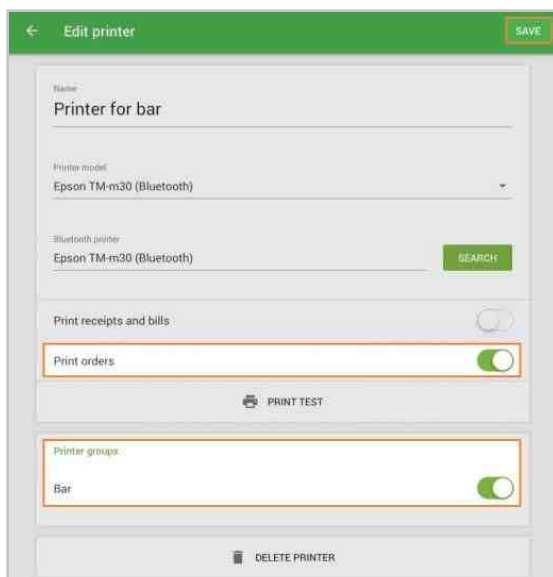 Edit printer
SAVE
Name
Printer for bar
Printer model
Epson TM-m30 (Bluetooth)
Bluetooth printer
Epson TM-m30 (Bluetooth)
SEARCH
Print receipts and bills
Print orders
PRINT TEST
Printer groups
Bar
DELETE PRINTER